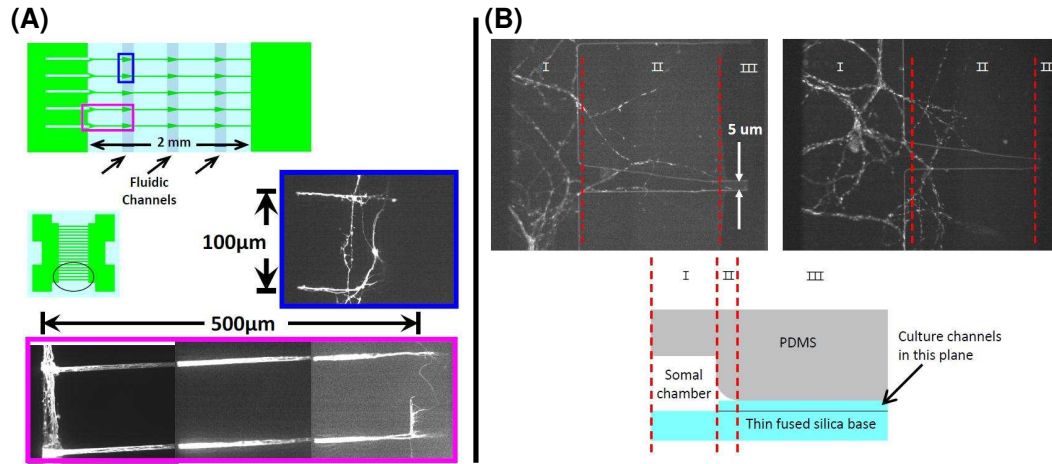 (A)
2 mm
Fluidic
Channels
100µm
500µm
(B)
I
II
III
5 um
I
II
II
I
II
III
PDMS
Somal
chamber
Culture channels
in this plane
Thin fused silica base